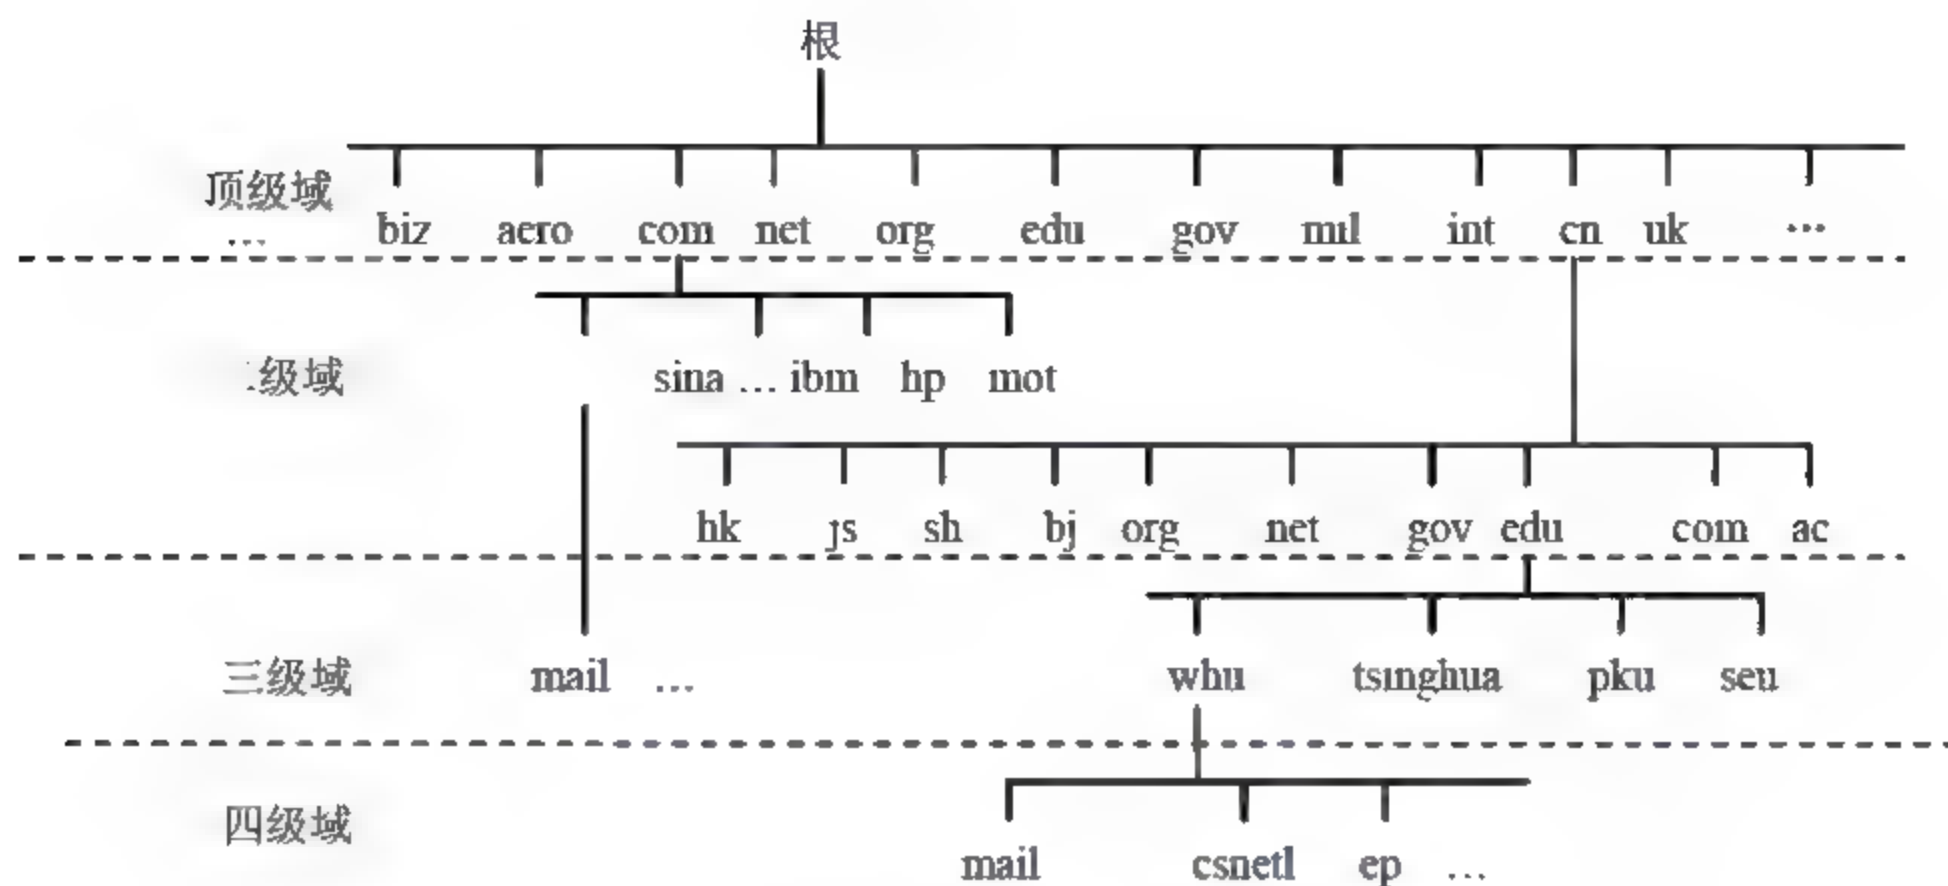 根
顶级域
… biz aero com net org edu gov mil int cn uk …
级域 sina … ibm hp mot
hk js sh bj org net gov edu com ac
三级域 mail … whu tsinghua pku seu
四级域
mail csnetl ep …